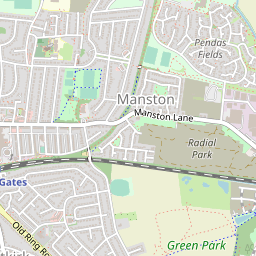 Pendas
Fields
Manston
Manston Lane
Radial
Park
Gates
Old Ring Ro
Green Park